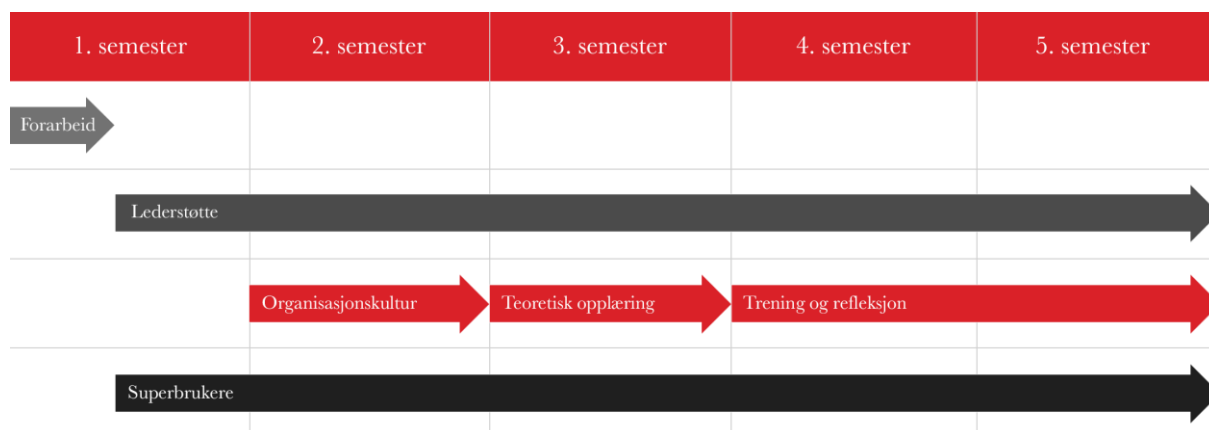 1. semester
2. semester
3. semester
4. semester
5. semester
Forarbeid
Lederstøtte
Organisasjonskultur
Teoretisk opplæring
Trening og refleksjon
Superbrukere